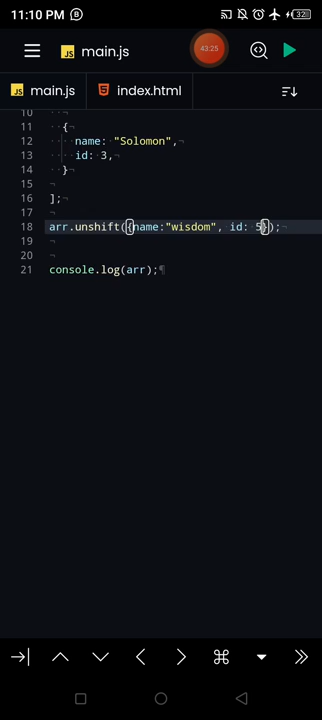 11:10 PM
32
main.js
43:25
main.js
index.html
10
11 {
12 name: "Solomon",
13 id: 3,
14 }
15
16 ];
17
18 arr.unshift({name:"wisdom", id: 5});
19
20
21 console.log(arr);